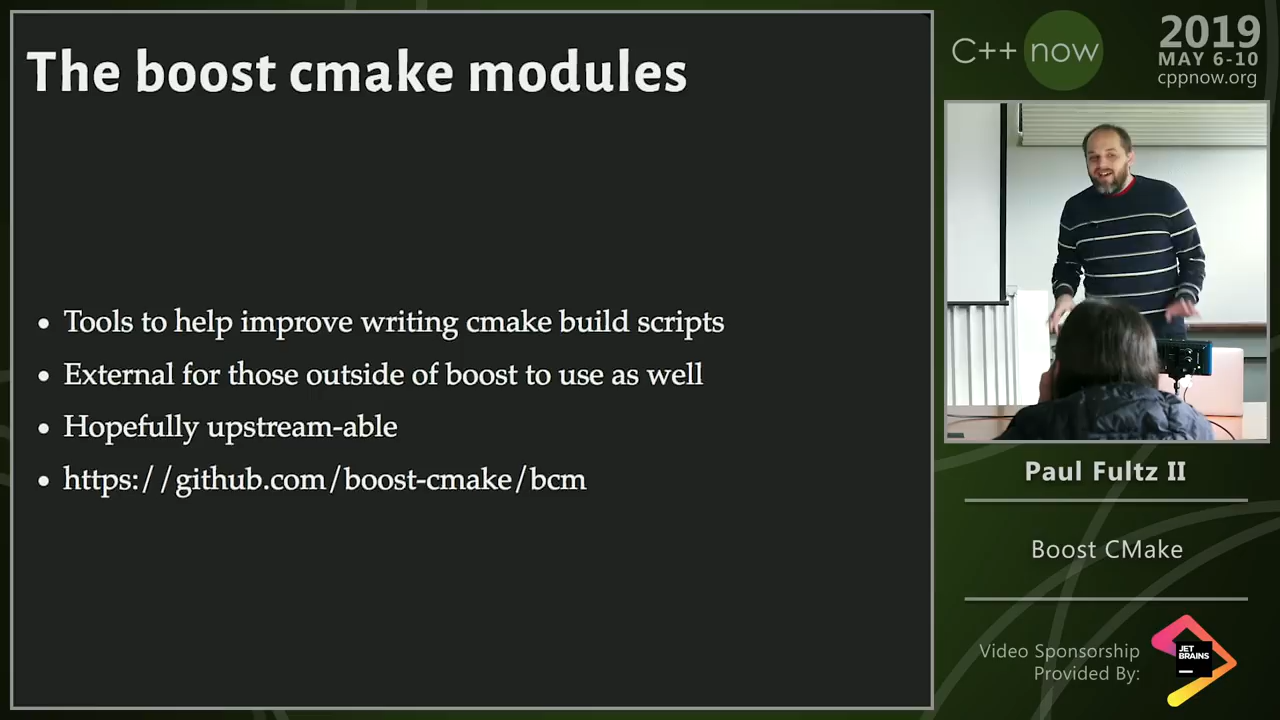 The boost cmake modules
• Tools to help improve writing cmake build scripts
• External for those outside of boost to use as well
• Hopefully upstream-able
• https://github.com/boost-cmake/bcm
C++ now
2019
MAY 6-10
cppnow.org
Paul Fultz II
Boost CMake
Video Sponsorship
Provided By:
JET
BRAINS